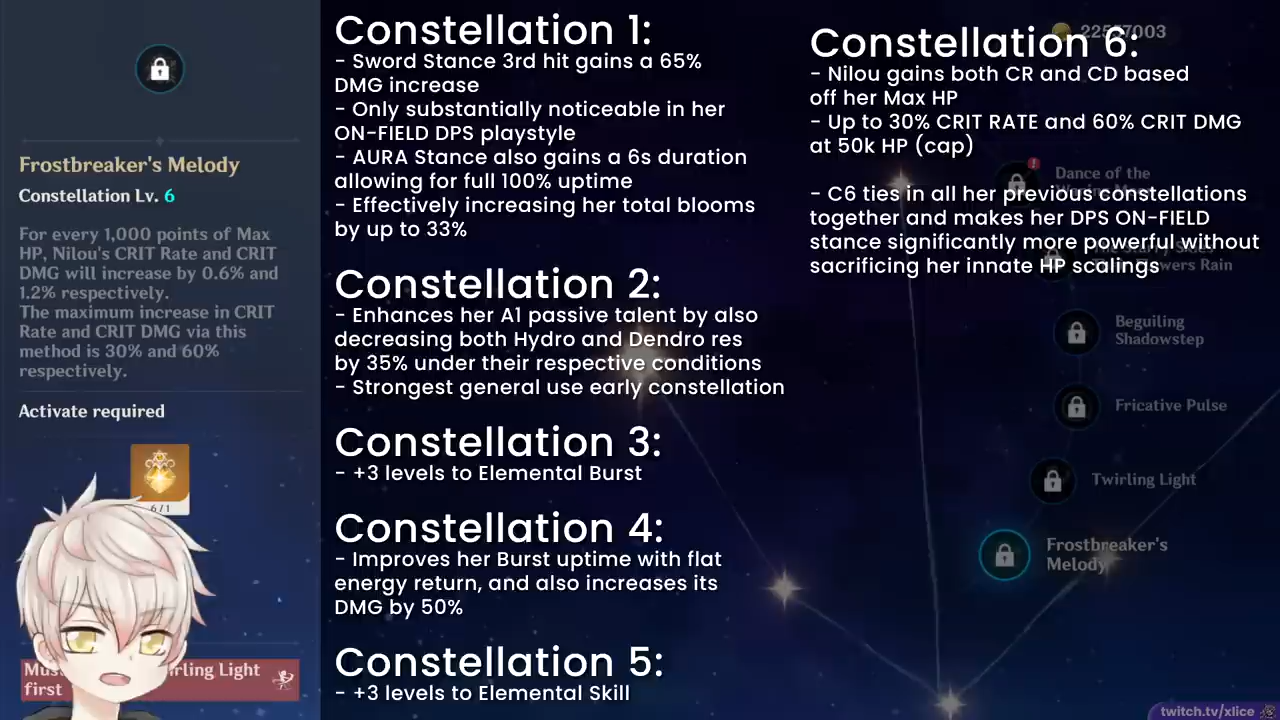 Frostbreaker's Melody
Constellation Lv. 6
For every 1,000 points of Max
HP, Nilou's CRIT Rate and CRIT
DMG will increase by 0.6% and
1.2% respectively.
The maximum increase in CRIT
Rate and CRIT DMG via this
method is 30% and 60%
respectively.
Activate required
6/1
first
Constellation 1:
- Sword Stance 3rd hit gains a 65%
DMG increase
- Only substantially noticeable in her
ON-FIELD DPS playstyle
- AURA Stance also gains a 6s duration
allowing for full 100% uptime
- Effectively increasing her total blooms
by up to 33%
Constellation 2:
- Enhances her A1 passive talent by also
decreasing both Hydro and Dendro res
by 35% under their respective conditions
- Strongest general use early constellation
Constellation 3:
- +3 levels to Elemental Burst
Constellation 4:
- Improves her Burst uptime with flat
energy return, and also increases its
DMG by 50%
Constellation 5:
- +3 levels to Elemental Skill
Constellation 6:
- Nilou gains both CR and CD based
off her Max HP
- Up to 30% CRIT RATE and 60% CRIT DMG
at 50k HP (cap)
- C6 ties in all her previous constellations
together and makes her DPS ON-FIELD
stance significantly more powerful without
sacrificing her innate HP scalings
Dance of the
Flowers Rain
Beguiling
Shadowstep
Fricative Pulse
Twirling Light
Frostbreaker's
Melody
twitch.tv/xlice